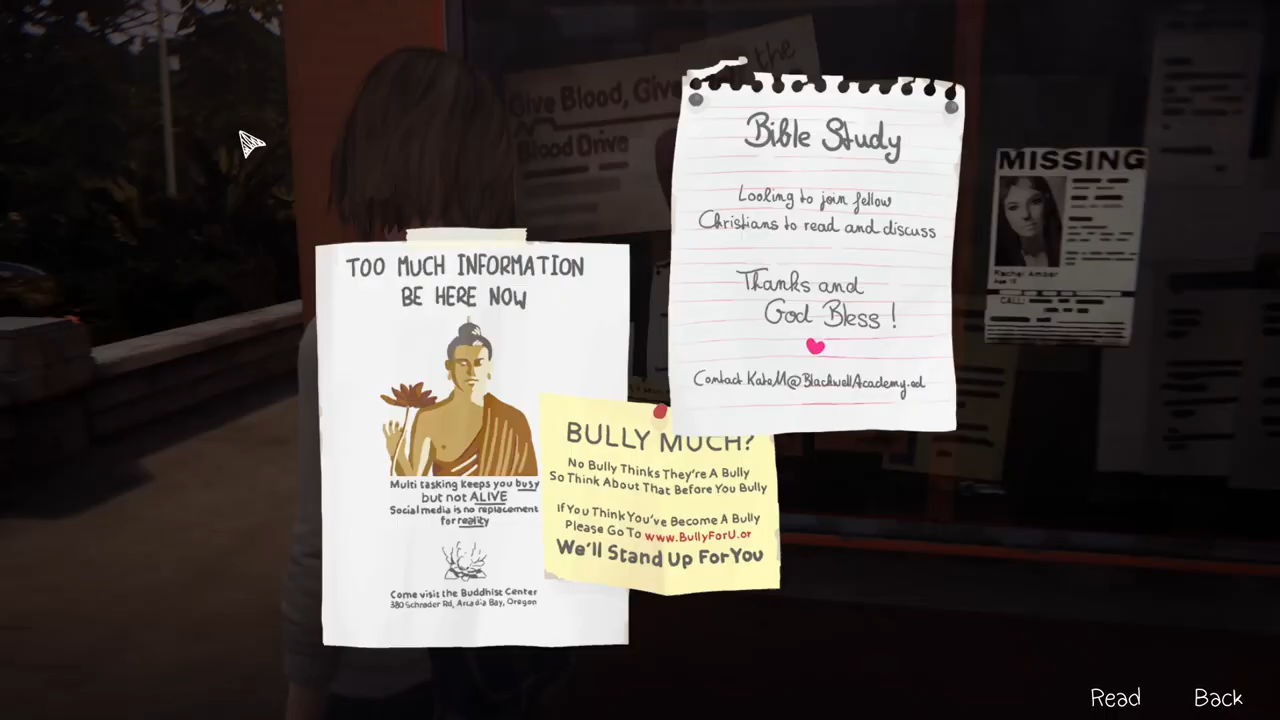 the
Give Blood, Give
Blood Drive
Bible Study
Looking to join fellow
Christians to read and discuss
Thanks and
God Bless !
Contact KateM@BlackwellAcademy.ed
MISSING
Rachel Amber
CALL
TOO MUCH INFORMATION
BE HERE NOW
Multi tasking keeps you busy
but not ALIVE
Social media is no replacement
for reality
Come visit the Buddhist Center
380 Schrader Rd, Arcadia Bay, Oregon
BULLY MUCH?
No Bully Thinks They're A Bully
So Think About That Before You Bully
If You Think You've Become A Bully
Please Go To www.BullyForU.or
We'll Stand Up For You
Read
Back